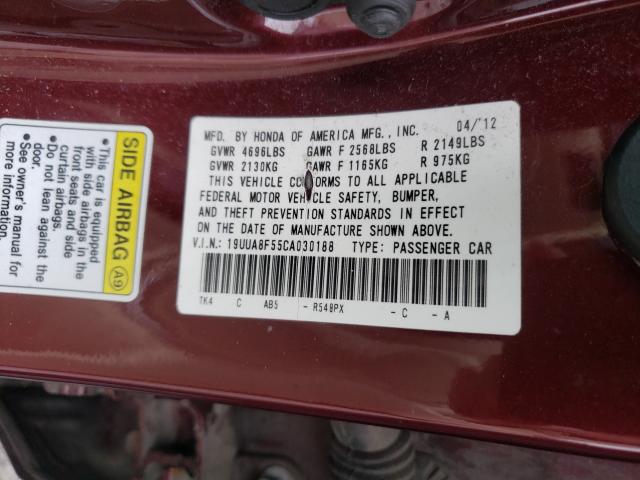 MFD. BY HONDA OF AMERICA MFG., INC. 04/'12
GVWR 4696LBS GAWR F 2568LBS R 2149LBS
GVWR 2130KG GAWR F 1165KG R 975KG
THIS VEHICLE CONFORMS TO ALL APPLICABLE
FEDERAL MOTOR VEHICLE SAFETY, BUMPER,
AND THEFT PREVENTION STANDARDS IN EFFECT
ON THE DATE OF MANUFACTURE SHOWN ABOVE.
V.I.N.: 19UUA8F55CA030188 TYPE: PASSENGER CAR
TK4 C AB5 - R548PX - C - A
SIDE AIRBAG A9
•This car is equipped
with side airbags in the
front seats and side
curtain airbags.
•Do not lean against the
door.
•See owner's manual for
more information.